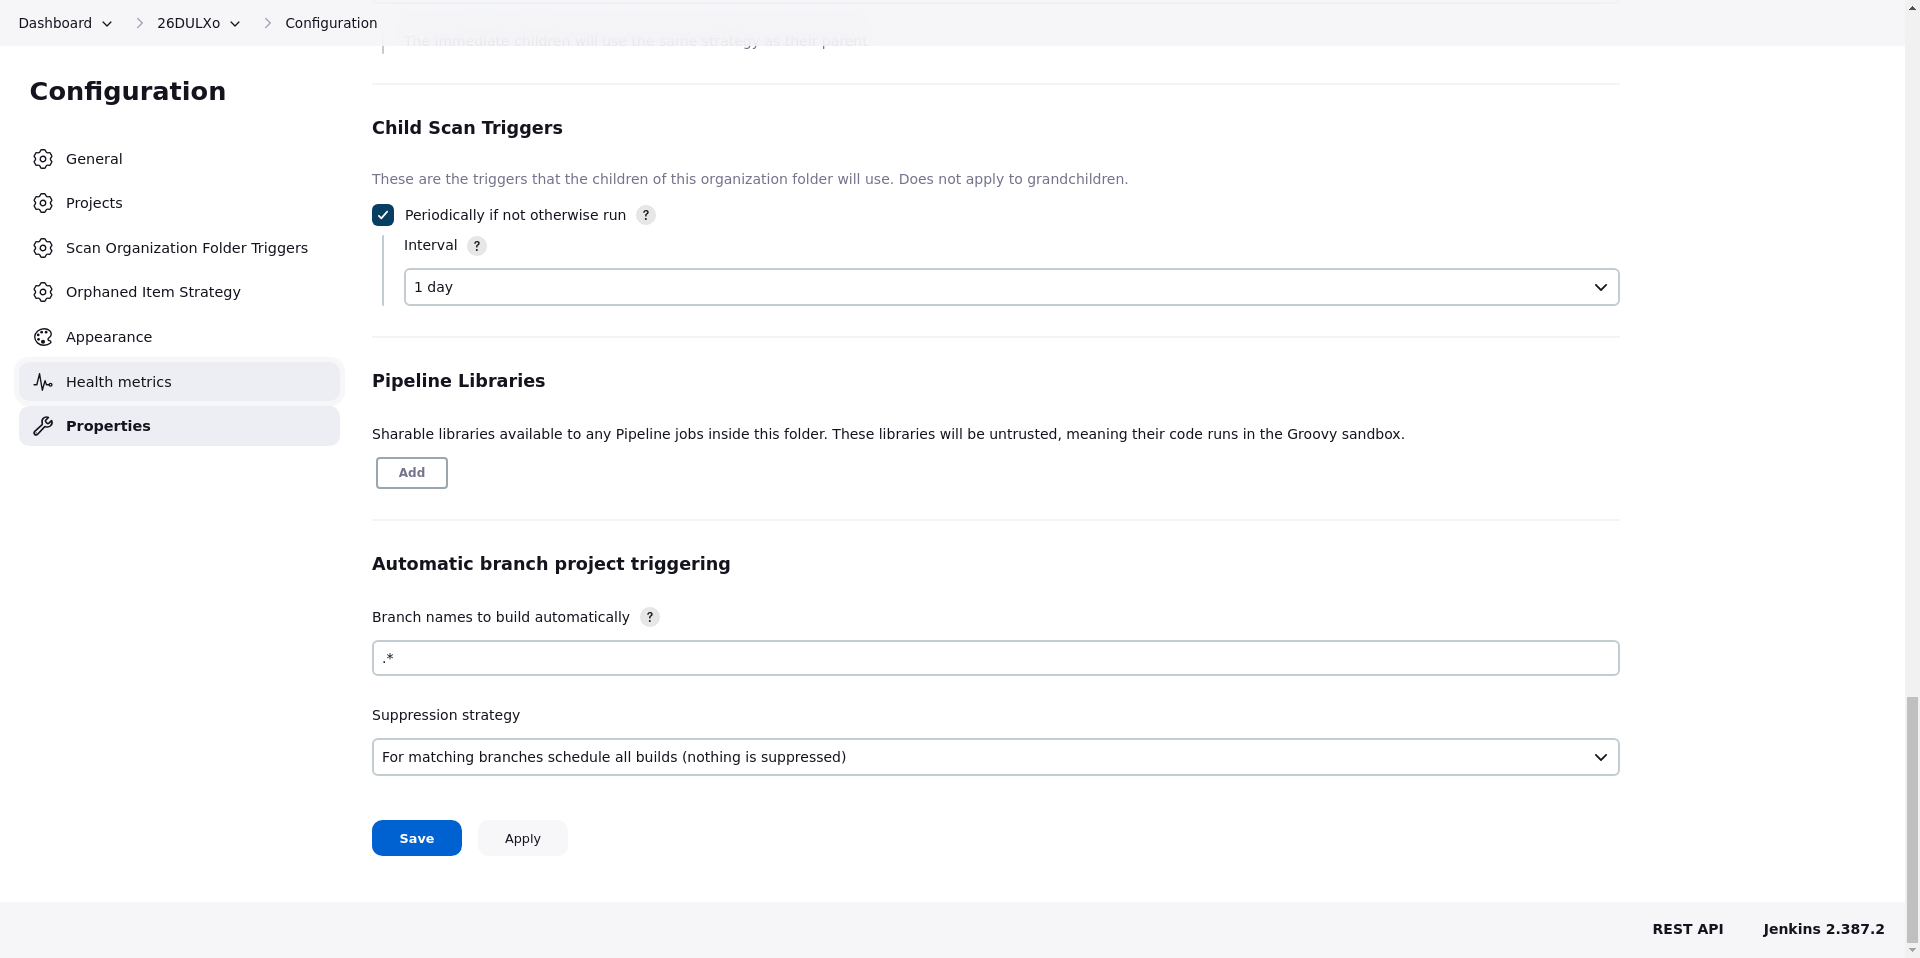 Dashboard
26DULXo
Configuration
The immediate children will use the same strategy as their parent
Configuration
General
Projects
Scan Organization Folder Triggers
Orphaned Item Strategy
Appearance
Health metrics
Properties
Child Scan Triggers
These are the triggers that the children of this organization folder will use. Does not apply to grandchildren.
Periodically if not otherwise run ?
Interval ?
1 day
Pipeline Libraries
Sharable libraries available to any Pipeline jobs inside this folder. These libraries will be untrusted, meaning their code runs in the Groovy sandbox.
Add
Automatic branch project triggering
Branch names to build automatically ?
.*
Suppression strategy
For matching branches schedule all builds (nothing is suppressed)
Save
Apply
REST API
Jenkins 2.387.2